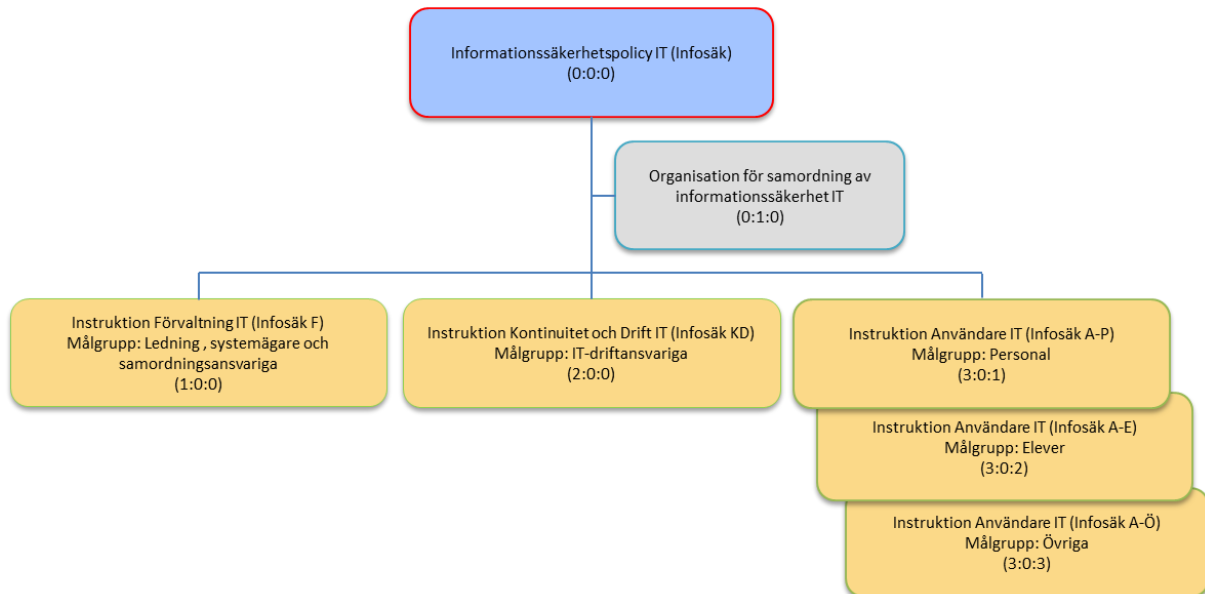 Informationssäkerhetspolicy IT (Infosäk)
(0:0:0)
Organisation för samordning av
informationssäkerhet IT
(0:1:0)
Instruktion Förvaltning IT (Infosäk F)
Målgrupp: Ledning , systemägare och
samordningsansvariga
(1:0:0)
Instruktion Kontinuitet och Drift IT (Infosäk KD)
Målgrupp: IT-driftansvariga
(2:0:0)
Instruktion Användare IT (Infosäk A-P)
Målgrupp: Personal
(3:0:1)
Instruktion Användare IT (Infosäk A-E)
Målgrupp: Elever
(3:0:2)
Instruktion Användare IT (Infosäk A-Ö)
Målgrupp: Övriga
(3:0:3)